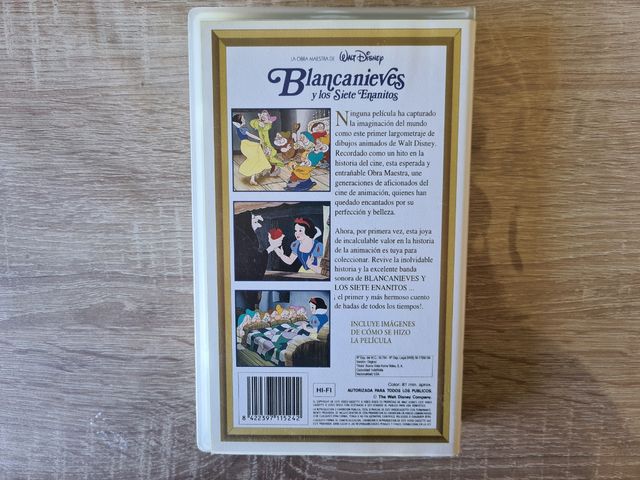 LA OBRA MAESTRA DE WALT DISNEY
Blancanieves
y los Siete Enanitos
Ninguna película ha capturado
la imaginación del mundo
como este primer largometraje de
dibujos animados de Walt Disney.
Recordado como un hito en la
historia del cine, esta esperada y
entrañable Obra Maestra, une
generaciones de aficionados del
cine de animación, quienes han
quedado encantados por su
perfección y belleza.
Ahora, por primera vez, esta joya
de incalculable valor en la historia
de la animación es tuya para
coleccionar. Revive la inolvidable
historia y la excelente banda
sonora de BLANCANIEVES Y
LOS SIETE ENANITOS ...
¡ el primer y más hermoso cuento
de hadas de todos los tiempos!.
INCLUYE IMÁGENES
DE CÓMO SE HIZO
LA PELÍCULA
HI-FI
Color: 81 min. aprox.
AUTORIZADA PARA TODOS LOS PUBLICOS.
© The Walt Disney Company.
8 422397 115242